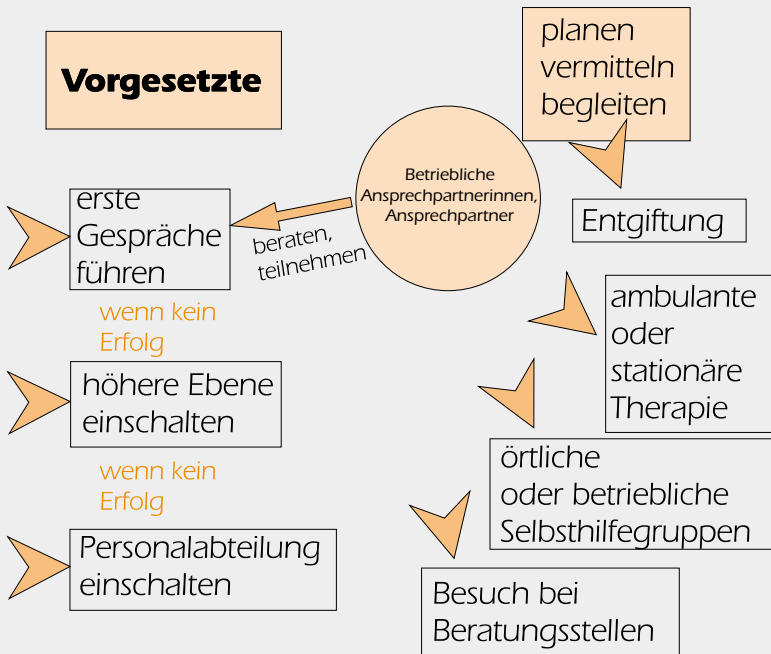 Vorgesetzte
erste
Gespräche
führen
wenn kein
Erfolg
höhere Ebene
einschalten
wenn kein
Erfolg
Personalabteilung
einschalten
Betriebliche
Ansprechpartnerinnen,
Ansprechpartner
beraten,
teilnehmen
planen
vermitteln
begleiten
Entgiftung
ambulante
oder
stationäre
Therapie
örtliche
oder betriebliche
Selbsthilfegruppen
Besuch bei
Beratungsstellen